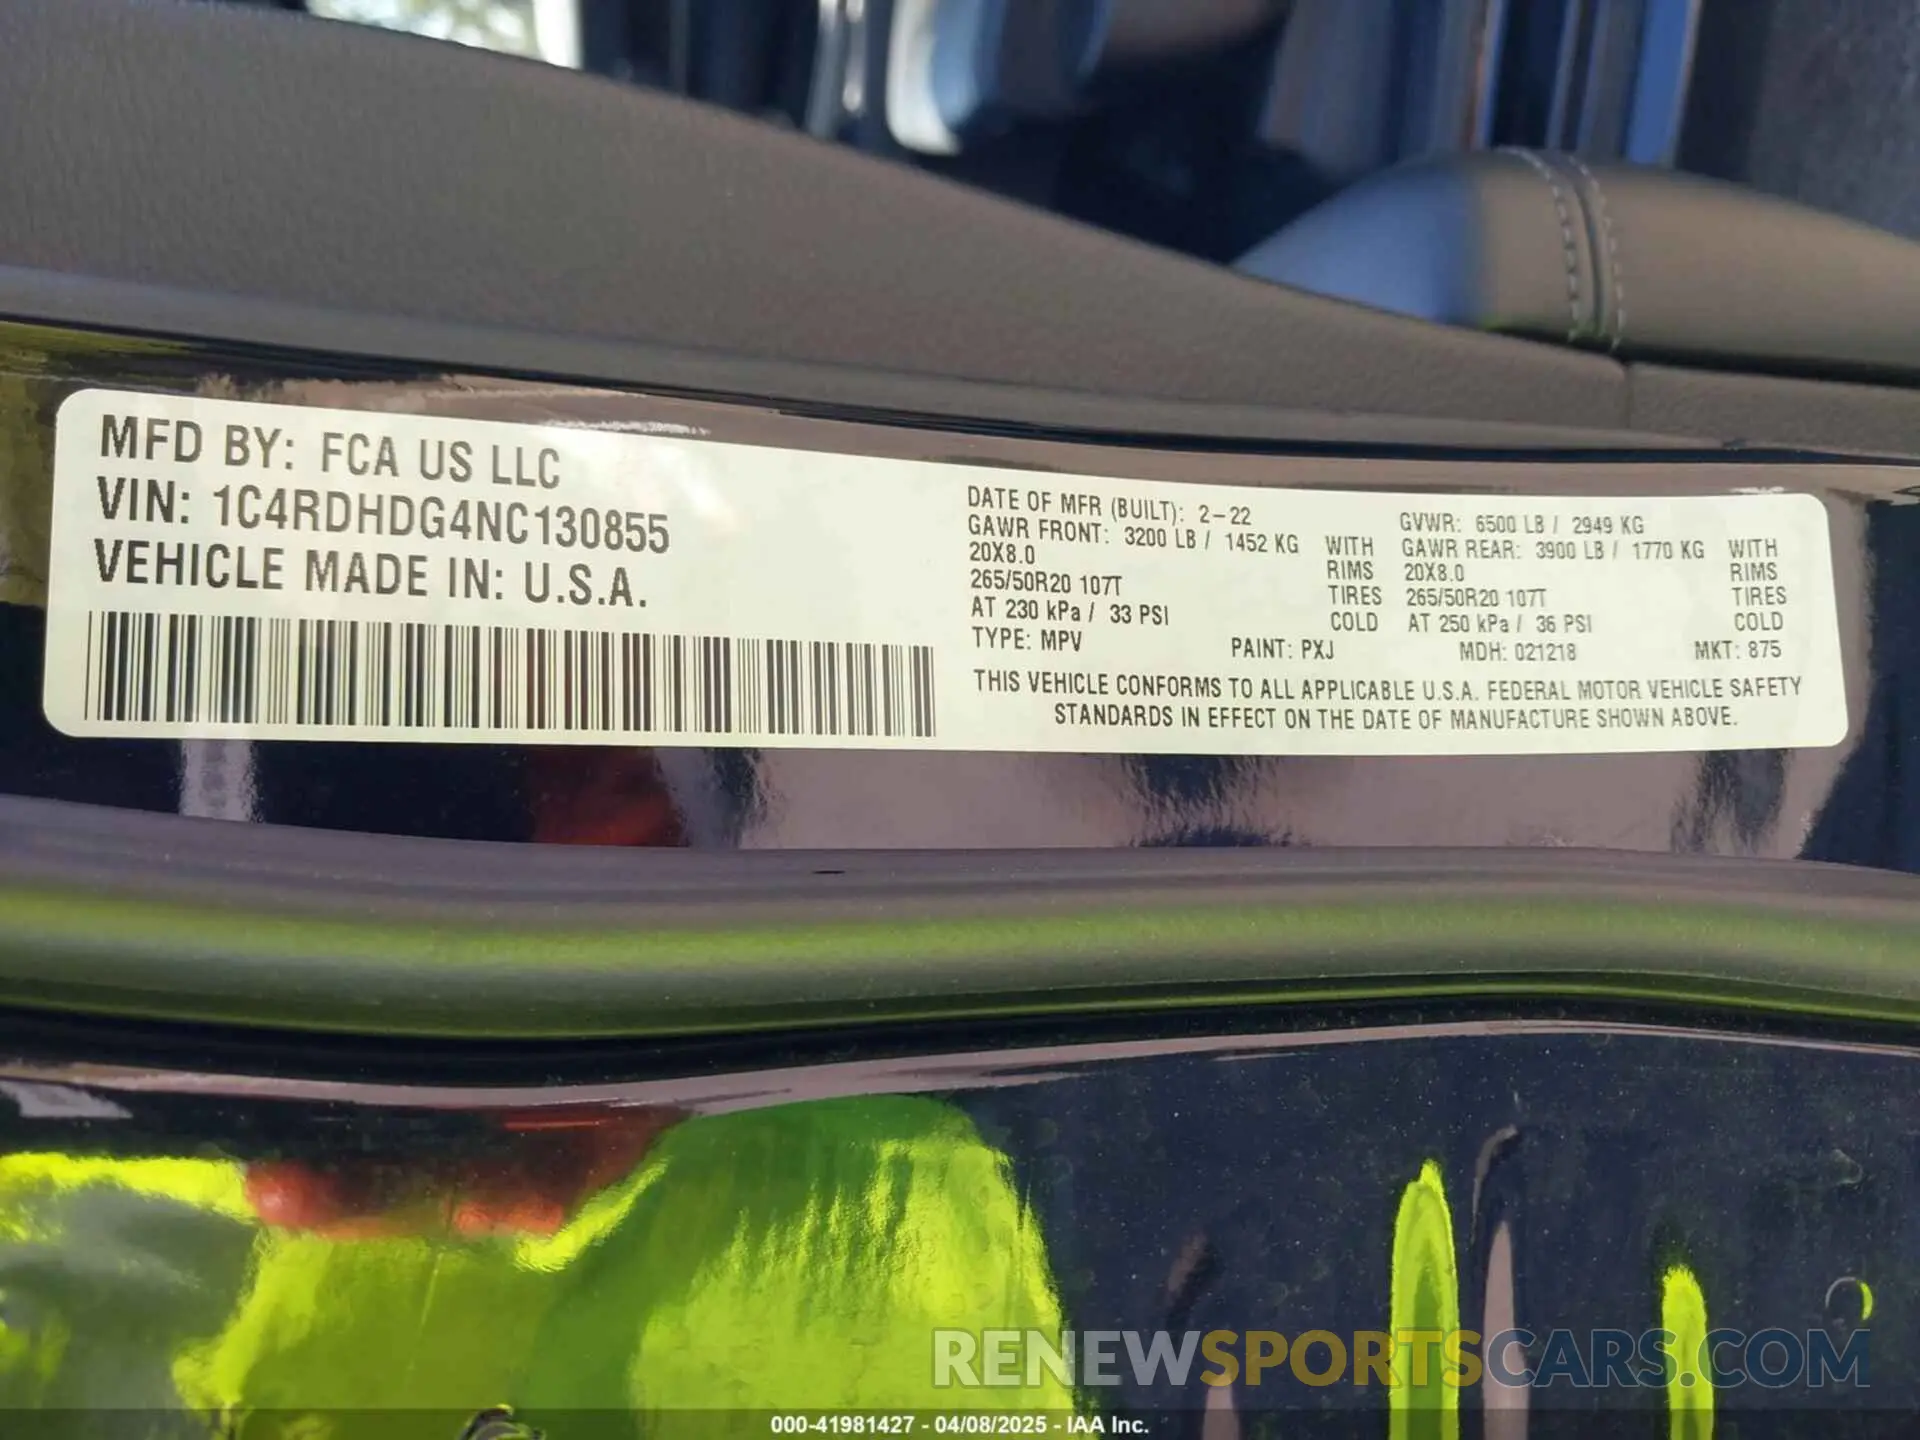 MFD BY: FCA US LLC
VIN: 1C4RDHDG4NC130855
VEHICLE MADE IN: U.S.A.
DATE OF MFR (BUILT): 2-22
GAWR FRONT: 3200 LB / 1452 KG WITH
20X8.0 RIMS
265/50R20 107T TIRES
AT 230 kPa / 33 PSI COLD
GVWR: 6500 LB / 2949 KG
GAWR REAR: 3900 LB / 1770 KG WITH
20X8.0 RIMS
265/50R20 107T TIRES
AT 250 kPa / 36 PSI COLD
TYPE: MPV PAINT: PXJ MDH: 021218 MKT: 875
THIS VEHICLE CONFORMS TO ALL APPLICABLE U.S.A. FEDERAL MOTOR VEHICLE SAFETY
STANDARDS IN EFFECT ON THE DATE OF MANUFACTURE SHOWN ABOVE.
RENEWSPORTSCARS.COM
000-41981427 - 04/08/2025 - IAA Inc.